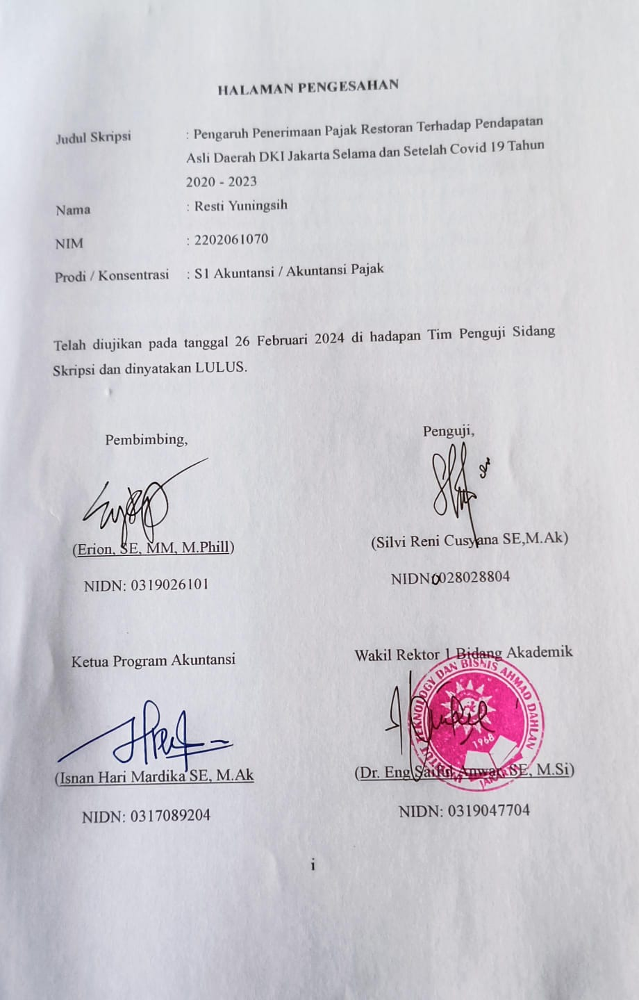 HALAMAN PENGESAHAN
Judul Skripsi : Pengaruh Penerimaan Pajak Restoran Terhadap Pendapatan
Asli Daerah DKI Jakarta Selama dan Setelah Covid 19 Tahun
2020 - 2023
Nama : Resti Yuningsih
NIM : 2202061070
Prodi / Konsentrasi : S1 Akuntansi / Akuntansi Pajak
Telah diujikan pada tanggal 26 Februari 2024 di hadapan Tim Penguji Sidang
Skripsi dan dinyatakan LULUS.
Pembimbing,
(Erion, SE, MM, M.Phill)
NIDN: 0319026101
Penguji,
(Silvi Reni Cusyana SE,M.Ak)
NIDN 0028028804
Ketua Program Akuntansi
(Isnan Hari Mardika SE, M.Ak
NIDN: 0317089204
Wakil Rektor 1 Bidang Akademik
INSTITUT TEKNOLOGY DAN BISNIS AHMAD DAHLAN
1968
JAKARTA
(Dr. Eng Saiful Anwar, SE, M.Si)
NIDN: 0319047704
i